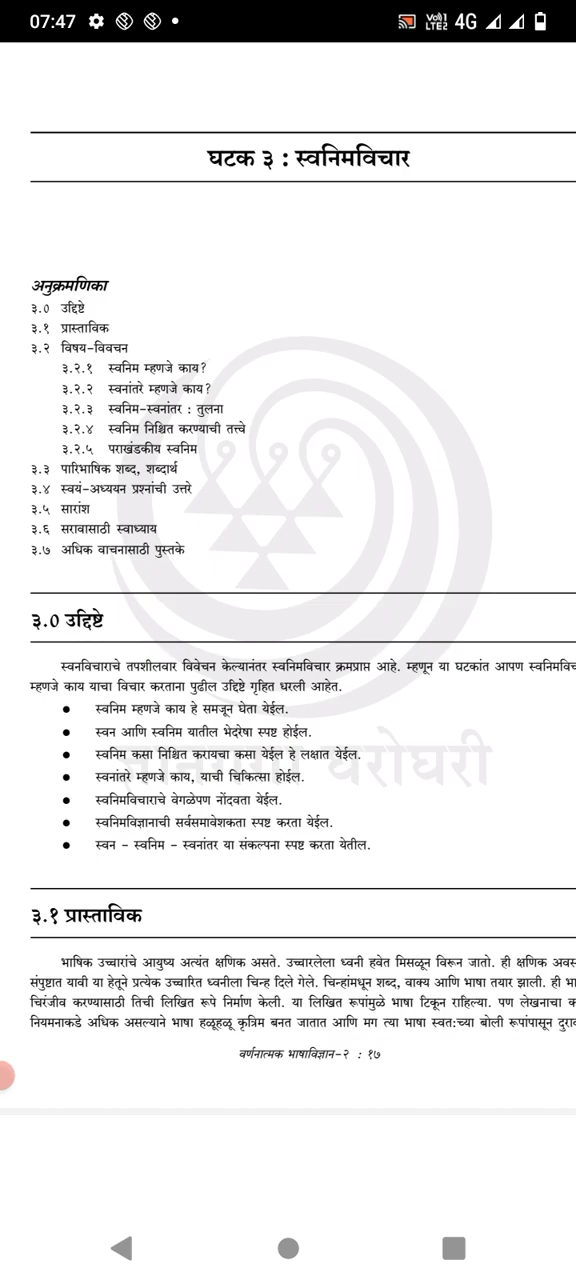 07:47
Vo)) 1
LTE2 4G
घटक ३ : स्वनिमविचार
अनुक्रमणिका
३.० उद्दिष्टे
३.१ प्रास्ताविक
३.२ विषय-विवचन
३.२.१ स्वनिम म्हणजे काय?
३.२.२ स्वनांतरे म्हणजे काय?
३.२.३ स्वनिम-स्वनांतर : तुलना
३.२.४ स्वनिम निश्चित करण्याची तत्त्वे
३.२.५ पराखंडकीय स्वनिम
३.३ पारिभाषिक शब्द, शब्दार्थ
३.४ स्वयं-अध्ययन प्रश्नांची उत्तरे
३.५ सारांश
३.६ सरावासाठी स्वाध्याय
३.७ अधिक वाचनासाठी पुस्तके
३.० उद्दिष्टे
स्वनविचाराचे तपशीलवार विवेचन केल्यानंतर स्वनिमविचार क्रमप्राप्त आहे. म्हणून या घटकांत आपण स्वनिमविच
म्हणजे काय याचा विचार करताना पुढील उद्दिष्टे गृहित धरली आहेत.
● स्वनिम म्हणजे काय हे समजून घेता येईल.
● स्वन आणि स्वनिम यातील भेदरेषा स्पष्ट होईल.
● स्वनिम कसा निश्चित करायचा कसा येईल हे लक्षात येईल.
● स्वनांतरे म्हणजे काय, याची चिकित्सा होईल.
● स्वनिमविचाराचे वेगळेपण नोंदवता येईल.
● स्वनिमविज्ञानाची सर्वसमावेशकता स्पष्ट करता येईल.
● स्वन - स्वनिम - स्वनांतर या संकल्पना स्पष्ट करता येतील.
३.१ प्रास्ताविक
भाषिक उच्चारांचे आयुष्य अत्यंत क्षणिक असते. उच्चारलेला ध्वनी हवेत मिसळून विरून जातो. ही क्षणिक अवस
संपुष्टात यावी या हेतूने प्रत्येक उच्चारित ध्वनीला चिन्ह दिले गेले. चिन्हांमधून शब्द, वाक्य आणि भाषा तयार झाली. ही भा
चिरंजीव करण्यासाठी तिची लिखित रूपे निर्माण केली. या लिखित रूपांमुळे भाषा टिकून राहिल्या. पण लेखनाचा क
नियमनाकडे अधिक असल्याने भाषा हळूहळू कृत्रिम बनत जातात आणि मग त्या भाषा स्वत:च्या बोली रूपांपासून दुरा
वर्णनात्मक भाषाविज्ञान-२ : १७